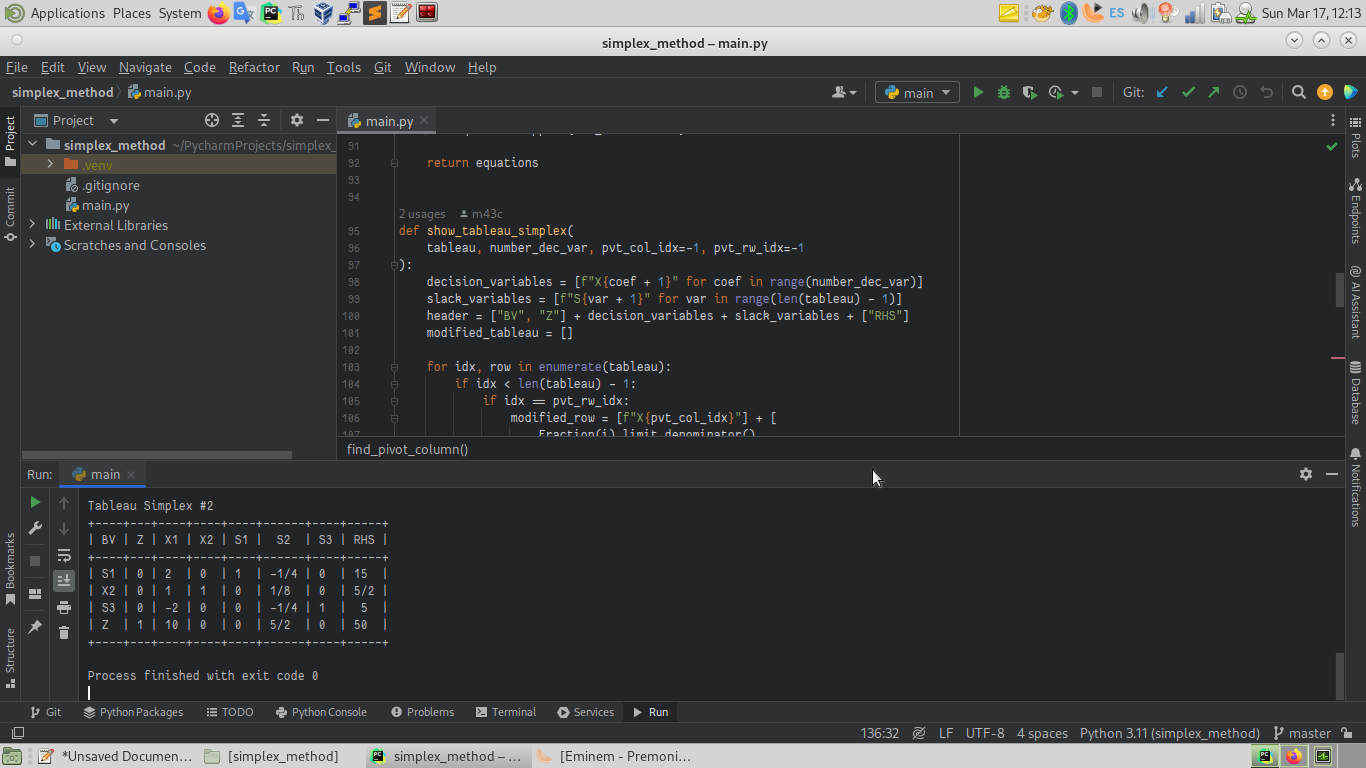 Applications Places System Th ES Sun Mar 17, 12:13
simplex_method – main.py
File Edit View Navigate Code Refactor Run Tools Git Window Help
simplex_method main.py main Git:
Project main.py
simplex_method ~/PycharmProjects/simplex_
.venv
.gitignore
main.py
External Libraries
Scratches and Consoles
Project
Commit
Bookmarks
Structure
91
92 return equations
93
94
2 usages m43c
95 def show_tableau_simplex(
96 tableau, number_dec_var, pvt_col_idx=-1, pvt_rw_idx=-1
97 ):
98 decision_variables = [f"X{coef + 1}" for coef in range(number_dec_var)]
99 slack_variables = [f"S{var + 1}" for var in range(len(tableau) - 1)]
100 header = ["BV", "Z"] + decision_variables + slack_variables + ["RHS"]
101 modified_tableau = []
102
103 for idx, row in enumerate(tableau):
104 if idx < len(tableau) - 1:
105 if idx == pvt_rw_idx:
106 modified_row = [f"X{pvt_col_idx}"] + [
107 Fraction(i).limit_denominator()
find_pivot_column()
Plots
Endpoints
AI Assistant
Database
Notifications
Run: main
Tableau Simplex #2
+----+---+----+----+----+------+----+-----+
| BV | Z | X1 | X2 | S1 | S2 | S3 | RHS |
+----+---+----+----+----+------+----+-----+
| S1 | 0 | 2 | 0 | 1 | -1/4 | 0 | 15 |
| X2 | 0 | 1 | 1 | 0 | 1/8 | 0 | 5/2 |
| S3 | 0 | -2 | 0 | 0 | -1/4 | 1 | 5 |
| Z | 1 | 10 | 0 | 0 | 5/2 | 0 | 50 |
+----+---+----+----+----+------+----+-----+
Process finished with exit code 0
Git Python Packages TODO Python Console Problems Terminal Services Run
136:32 LF UTF-8 4 spaces Python 3.11 (simplex_method) master
*Unsaved Documen... [simplex_method] simplex_method – ... [Eminem - Premoni...